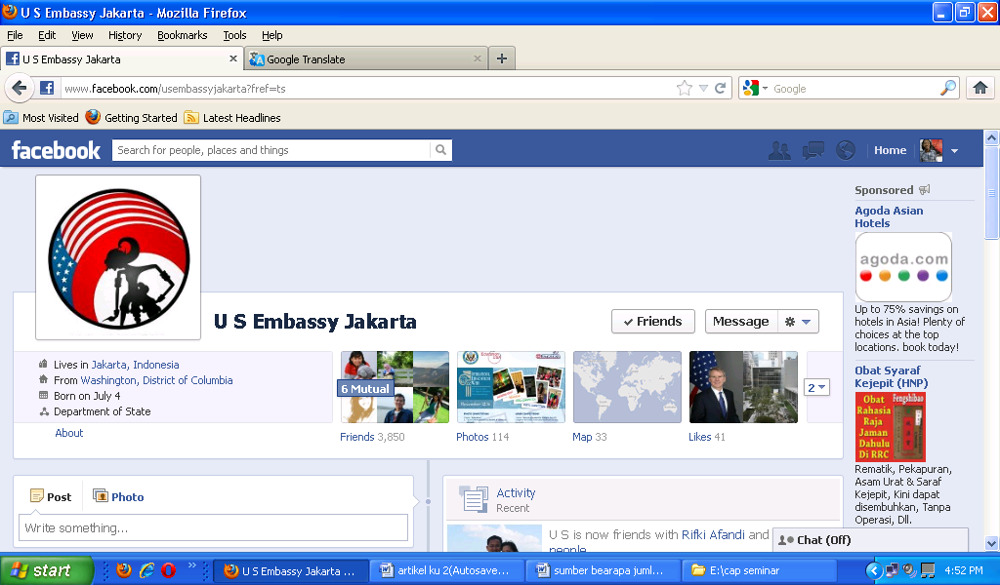 U S Embassy Jakarta - Mozilla Firefox
File Edit View History Bookmarks Tools Help
U S Embassy Jakarta
Google Translate
www.facebook.com/usembassyjakarta?fref=ts
Google
Most Visited Getting Started Latest Headlines
facebook
Search for people, places and things
Home
U S Embassy Jakarta
Friends
Message
Lives in Jakarta, Indonesia
From Washington, District of Columbia
Born on July 4
Department of State
About
6 Mutual
Friends 3,850
Photos 114
Map 33
Likes 41
2
Post
Photo
Write something...
Activity
Recent
U S is now friends with Rifki Afandi and
people.
Sponsored
Agoda Asian
Hotels
agoda.com
Up to 75% savings on
hotels in Asia! Plenty of
choices at the top
locations. book today!
Obat Syaraf
Kejepit (HNP)
Obat
Rahasia
Raja
Jaman
Dahulu
Di RRC
Fengshibao
Rematik, Pekapuran,
Asam Urat & Saraf
Kejepit, Kini dapat
disembuhkan, Tanpa
Operasi, Dll.
Chat (Off)
start
U S Embassy Jakarta ...
artikel ku 2(Autosave...
sumber bearapa juml...
E:\cap seminar
4:52 PM